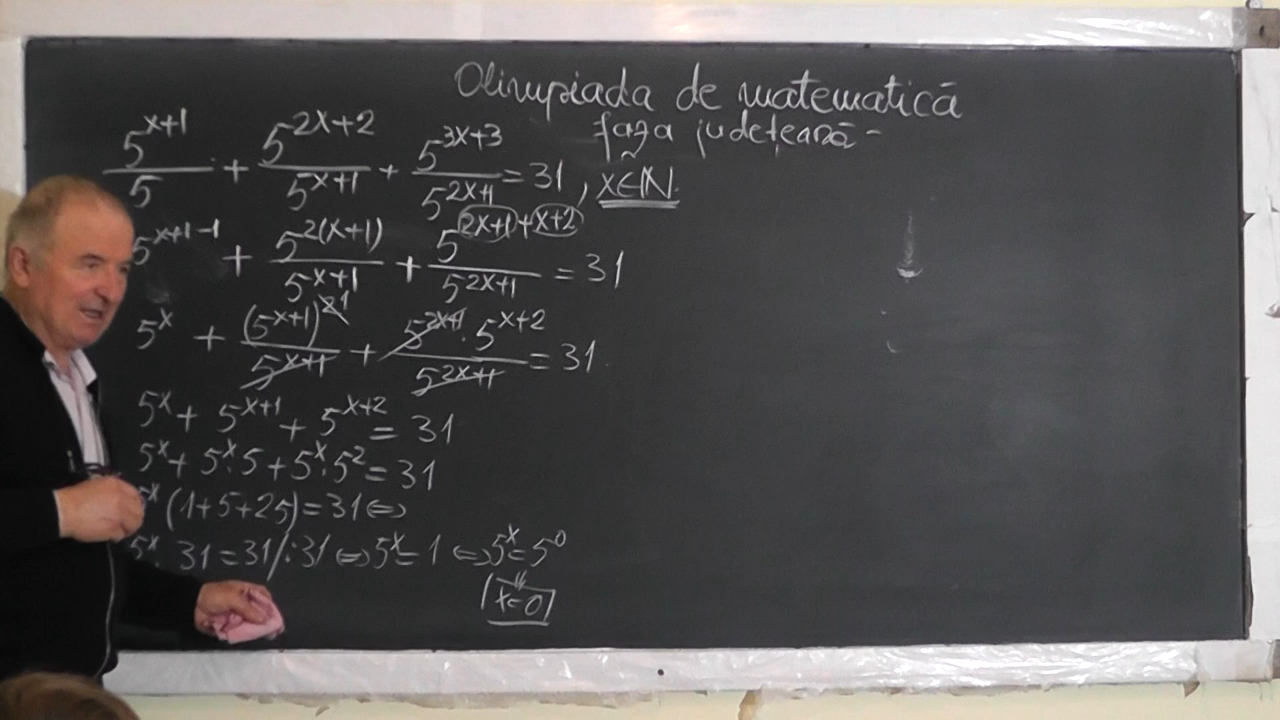 Olimpiada de matematică
faza județeană -
5^{x+1}/5 + 5^{2x+2}/5^{x+1} + 5^{3x+3}/5^{2x+1} = 31, x∈ℕ.
5^{x+1-1} + 5^{2(x+1)}/5^{x+1} + 5^{2x+1+x+2}/5^{2x+1} = 31
5^x + (5^{x+1})^{2 1}/5^{x+1} + 5^{2x+1}·5^{x+2}/5^{2x+1} = 31.
5^x + 5^{x+1} + 5^{x+2} = 31
5^x + 5^x·5 + 5^x·5^2 = 31
5^x (1+5+25) = 31 ⇔
5^x · 31 = 31 /:31 ⇔ 5^x = 1 ⇔ 5^x = 5^0
x=0